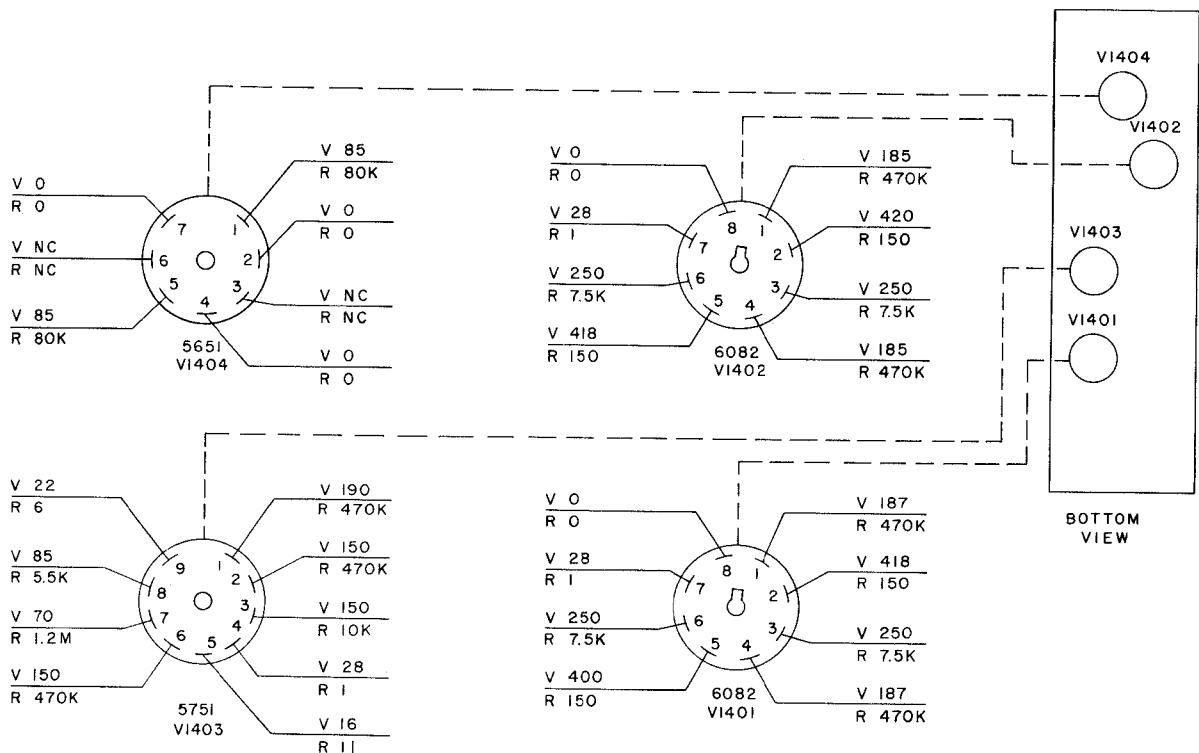 V 0
R 0
V NC
R NC
V 85
R 80K
7
6
5
4
3
2
1
V 85
R 80K
V 0
R 0
V NC
R NC
V 0
R 0
5651
V1404
V 0
R 0
V 28
R 1
V 250
R 7.5K
V 418
R 150
8
7
6
5
4
3
2
1
V 185
R 470K
V 420
R 150
V 250
R 7.5K
V 185
R 470K
6082
V1402
V1404
V1402
V1403
V1401
BOTTOM
VIEW
V 22
R 6
V 85
R 5.5K
V 70
R 1.2M
V 150
R 470K
9
8
7
6
5
4
3
2
1
V 190
R 470K
V 150
R 470K
V 150
R 10K
V 28
R 1
V 16
R 11
5751
V1403
V 0
R 0
V 28
R 1
V 250
R 7.5K
V 400
R 150
8
7
6
5
4
3
2
1
V 187
R 470K
V 418
R 150
V 250
R 7.5K
V 187
R 470K
6082
V1401